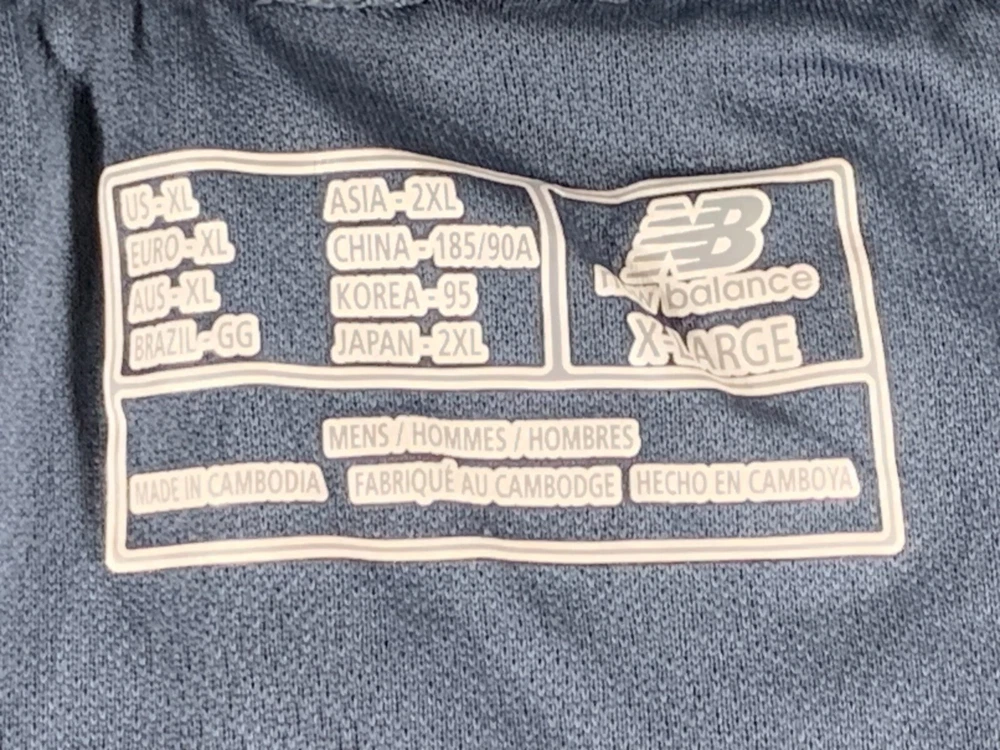 US-XL
EURO-XL
AUS-XL
BRAZIL-GG
ASIA-2XL
CHINA-185/90A
KOREA-95
JAPAN-2XL
NB
new balance
X-LARGE
MENS / HOMMES / HOMBRES
MADE IN CAMBODIA FABRIQUÉ AU CAMBODGE HECHO EN CAMBOYA